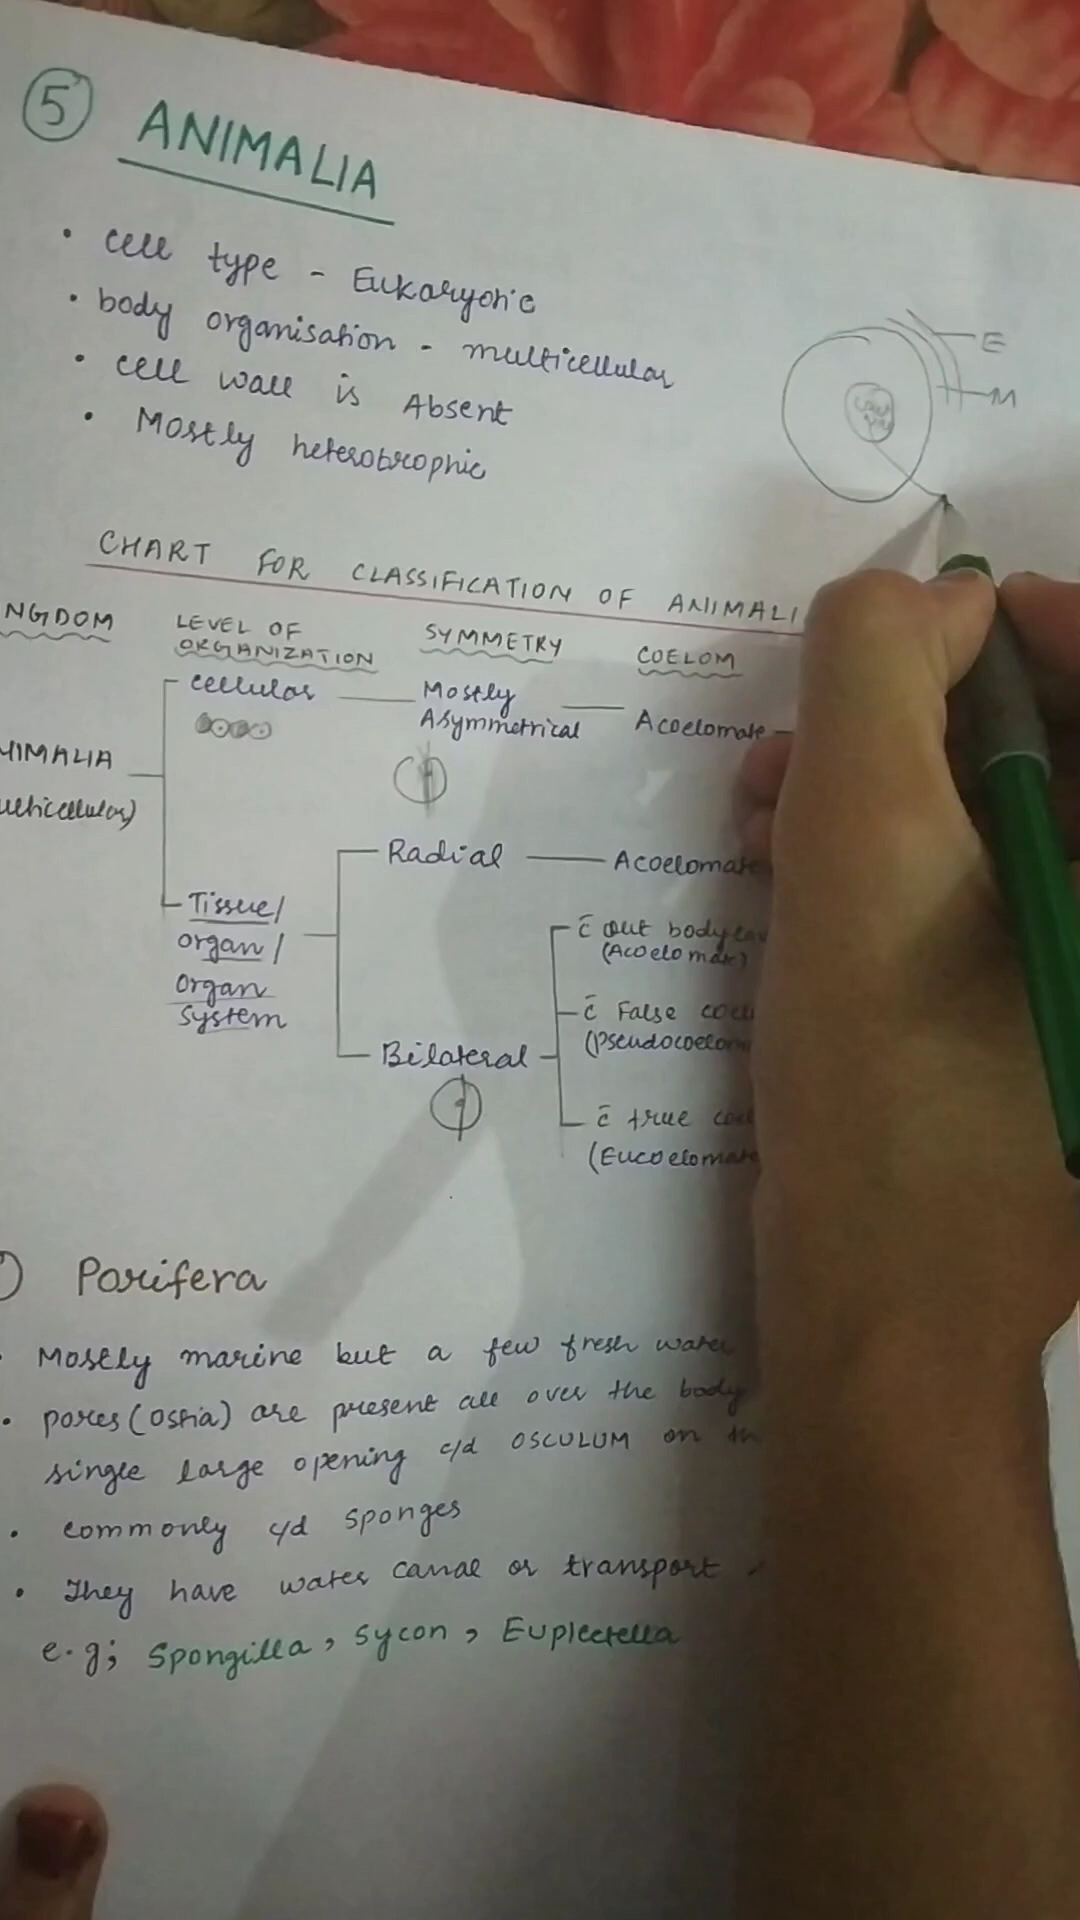 5 ANIMALIA
• cell type - Eukaryotic
• body organisation - multicellular
• cell wall is Absent
• Mostly heterotrophic
E
M
CHART FOR CLASSIFICATION OF ANIMALI
NGDOM LEVEL OF ORGANIZATION SYMMETRY COELOM
cellular Mostly Asymmetrical Acoelomate
IMALIA
Radial Acoelomate
Tissue/
organ/
organ
system
c̄ out body
c̄ False
Bilateral
c̄ true
(Eucoelomate
Porifera
• Mostly marine but a few fresh water
• pores (ostia) are present all over the body
single large opening c/d OSCULUM on
• commonly c/d sponges
• They have water canal or transport
e.g; Spongilla, Sycon, Euplectella